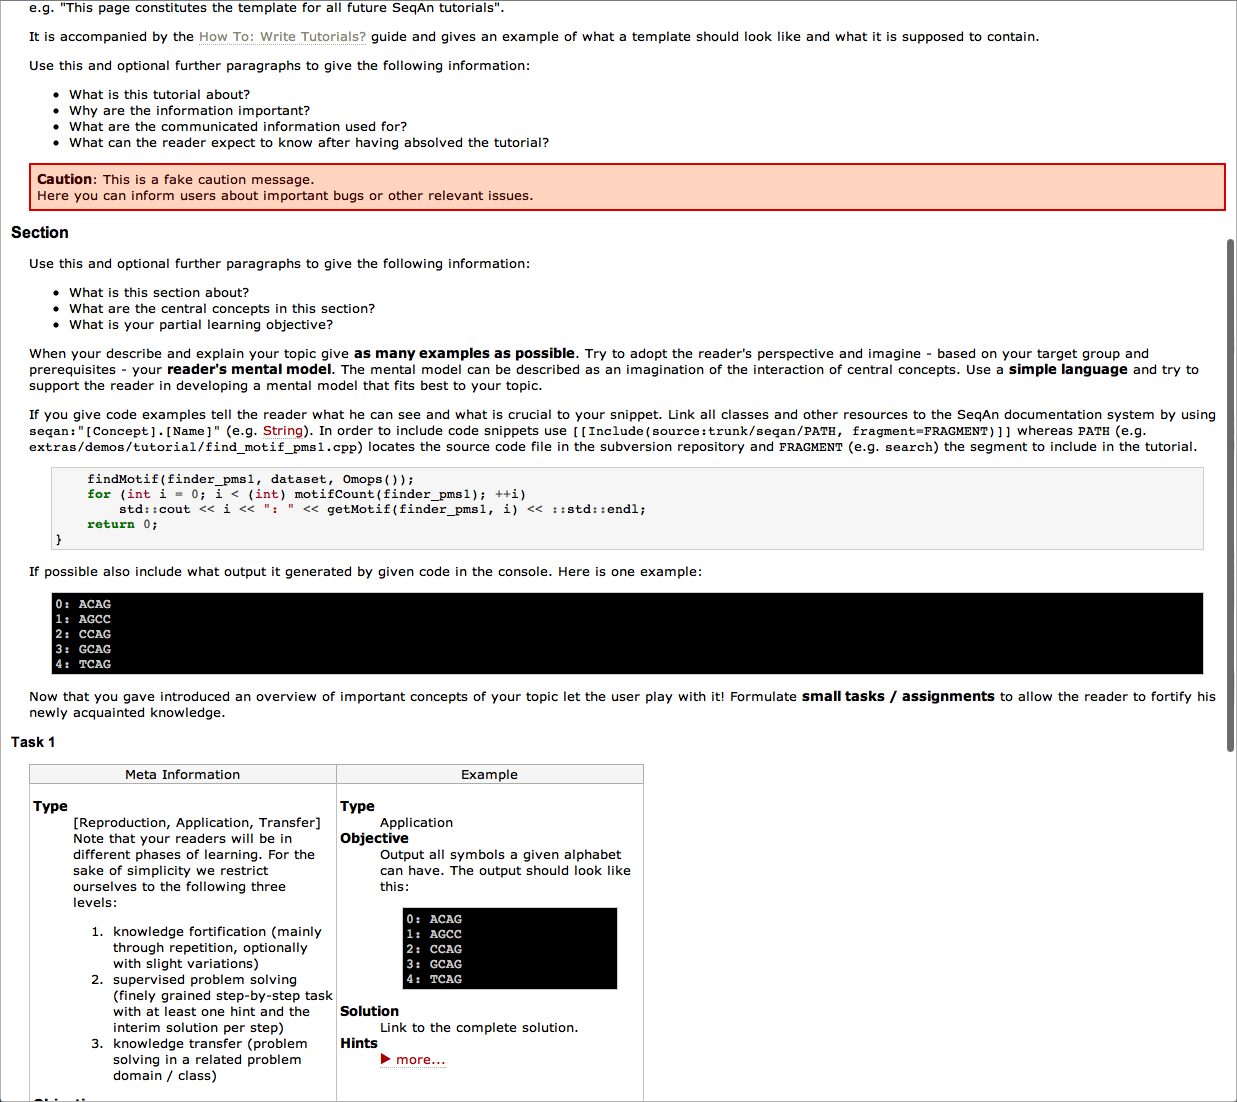 e.g. "This page constitutes the template for all future SeqAn tutorials".
It is accompanied by the How To: Write Tutorials? guide and gives an example of what a template should look like and what it is supposed to contain.
Use this and optional further paragraphs to give the following information:
• What is this tutorial about?
• Why are the information important?
• What are the communicated information used for?
• What can the reader expect to know after having absolved the tutorial?
Caution: This is a fake caution message.
Here you can inform users about important bugs or other relevant issues.
Section
Use this and optional further paragraphs to give the following information:
• What is this section about?
• What are the central concepts in this section?
• What is your partial learning objective?
When your describe and explain your topic give as many examples as possible. Try to adopt the reader's perspective and imagine - based on your target group and
prerequisites - your reader's mental model. The mental model can be described as an imagination of the interaction of central concepts. Use a simple language and try to
support the reader in developing a mental model that fits best to your topic.
If you give code examples tell the reader what he can see and what is crucial to your snippet. Link all classes and other resources to the SeqAn documentation system by using
seqan:"[Concept].[Name]" (e.g. String). In order to include code snippets use [[Include(source:trunk/seqan/PATH, fragment=FRAGMENT)]] whereas PATH (e.g.
extras/demos/tutorial/find_motif_pms1.cpp) locates the source code file in the subversion repository and FRAGMENT (e.g. search) the segment to include in the tutorial.
findMotif(finder_pms1, dataset, Omops());
for (int i = 0; i < (int) motifCount(finder_pms1); ++i)
std::cout << i << ": " << getMotif(finder_pms1, i) << ::std::endl;
return 0;
}
If possible also include what output it generated by given code in the console. Here is one example:
0: ACAG
1: AGCC
2: CCAG
3: GCAG
4: TCAG
Now that you gave introduced an overview of important concepts of your topic let the user play with it! Formulate small tasks / assignments to allow the reader to fortify his
newly acquainted knowledge.
Task 1
Meta Information
Type
[Reproduction, Application, Transfer]
Note that your readers will be in
different phases of learning. For the
sake of simplicity we restrict
ourselves to the following three
levels:
1. knowledge fortification (mainly
through repetition, optionally
with slight variations)
2. supervised problem solving
(finely grained step-by-step task
with at least one hint and the
interim solution per step)
3. knowledge transfer (problem
solving in a related problem
domain / class)
Example
Type
Application
Objective
Output all symbols a given alphabet
can have. The output should look like
this:
0: ACAG
1: AGCC
2: CCAG
3: GCAG
4: TCAG
Solution
Link to the complete solution.
Hints
▶ more...